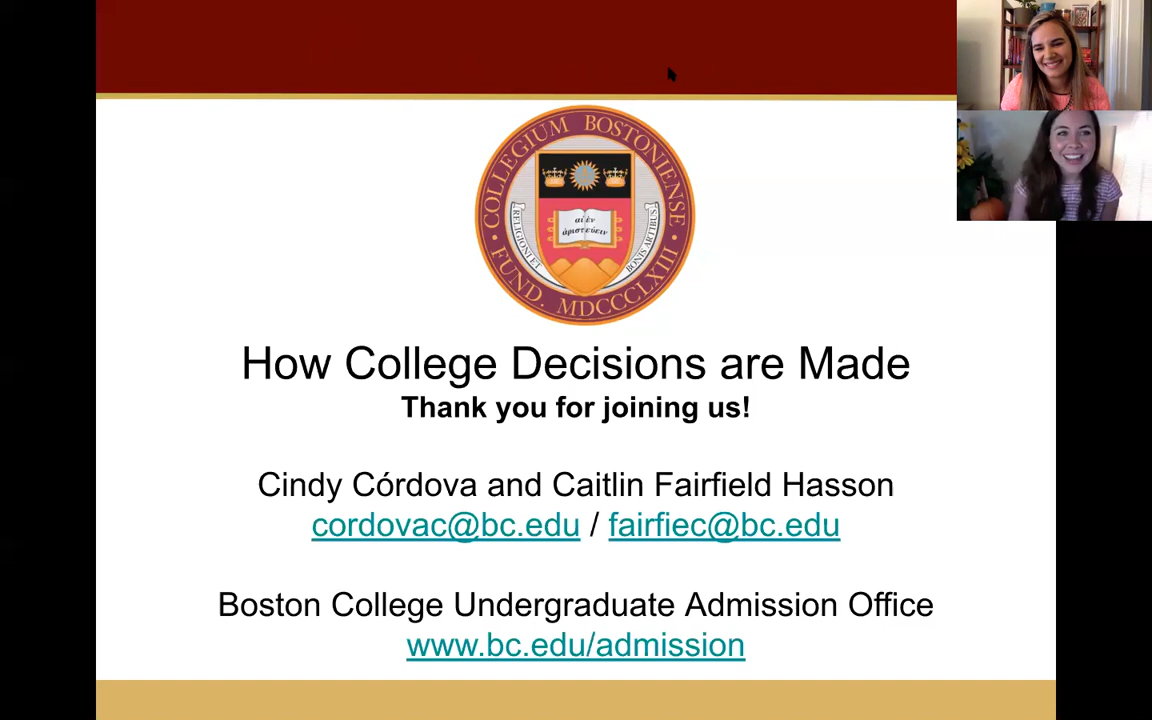 COLLEGIUM BOSTONIENSE
FUND. MDCCCLXIII
RELIGIONI ET
BONIS ARTIBUS
αἰὲν
ἀριστεύειν
How College Decisions are Made
Thank you for joining us!
Cindy Córdova and Caitlin Fairfield Hasson
cordovac@bc.edu / fairfiec@bc.edu
Boston College Undergraduate Admission Office
www.bc.edu/admission